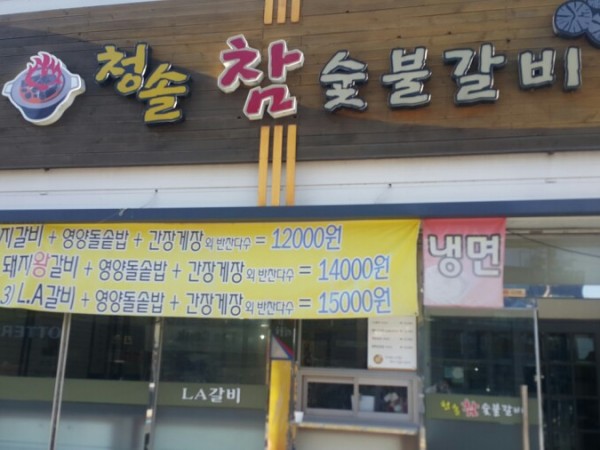 청솔 참숯불갈비
지갈비 + 영양돌솥밥 + 간장게장 외 반찬다수 = 12000원
돼지왕갈비 + 영양돌솥밥 + 간장게장 외 반찬다수 = 14000원
3) L.A갈비 + 영양돌솥밥 + 간장게장 외 반찬다수 = 15000원
냉면
LA갈비
청솔 참숯불갈비